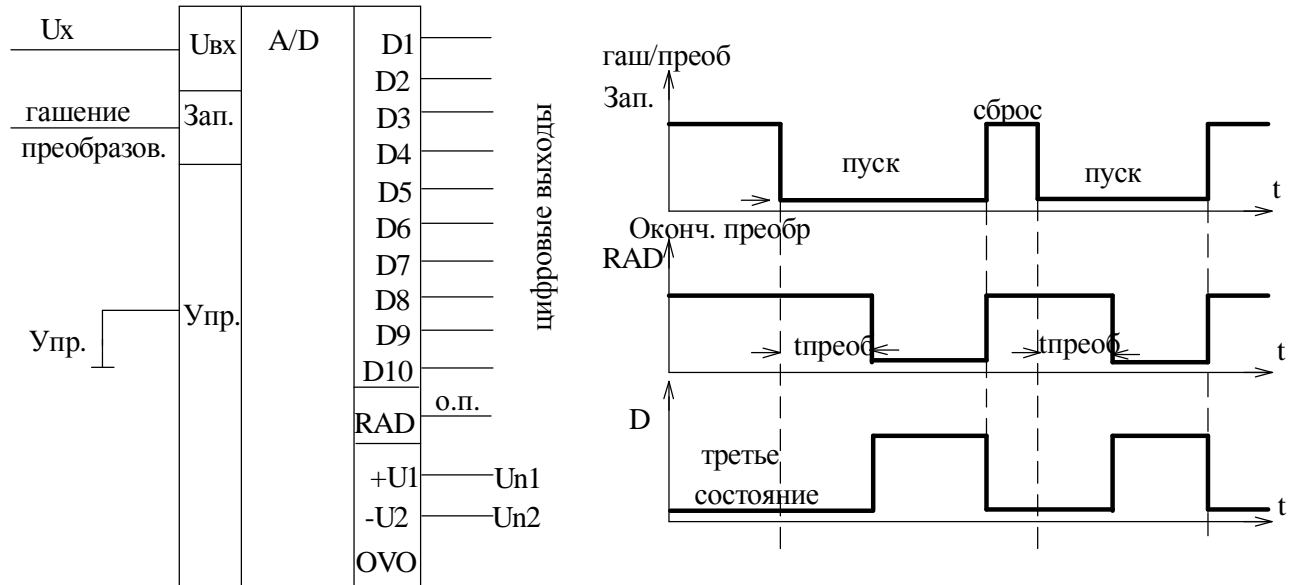 Uх
Uвх
A/D
гашение
преобразов.
Зап.
Упр.
Упр.
D1
D2
D3
D4
D5
D6
D7
D8
D9
D10
RAD
о.п.
+U1
Un1
-U2
Un2
OVO
цифровые выходы
гаш/преоб
Зап.
сброс
пуск
пуск
t
Оконч. преобр
RAD
tпреоб
tпреоб
t
D
третье
состояние
t